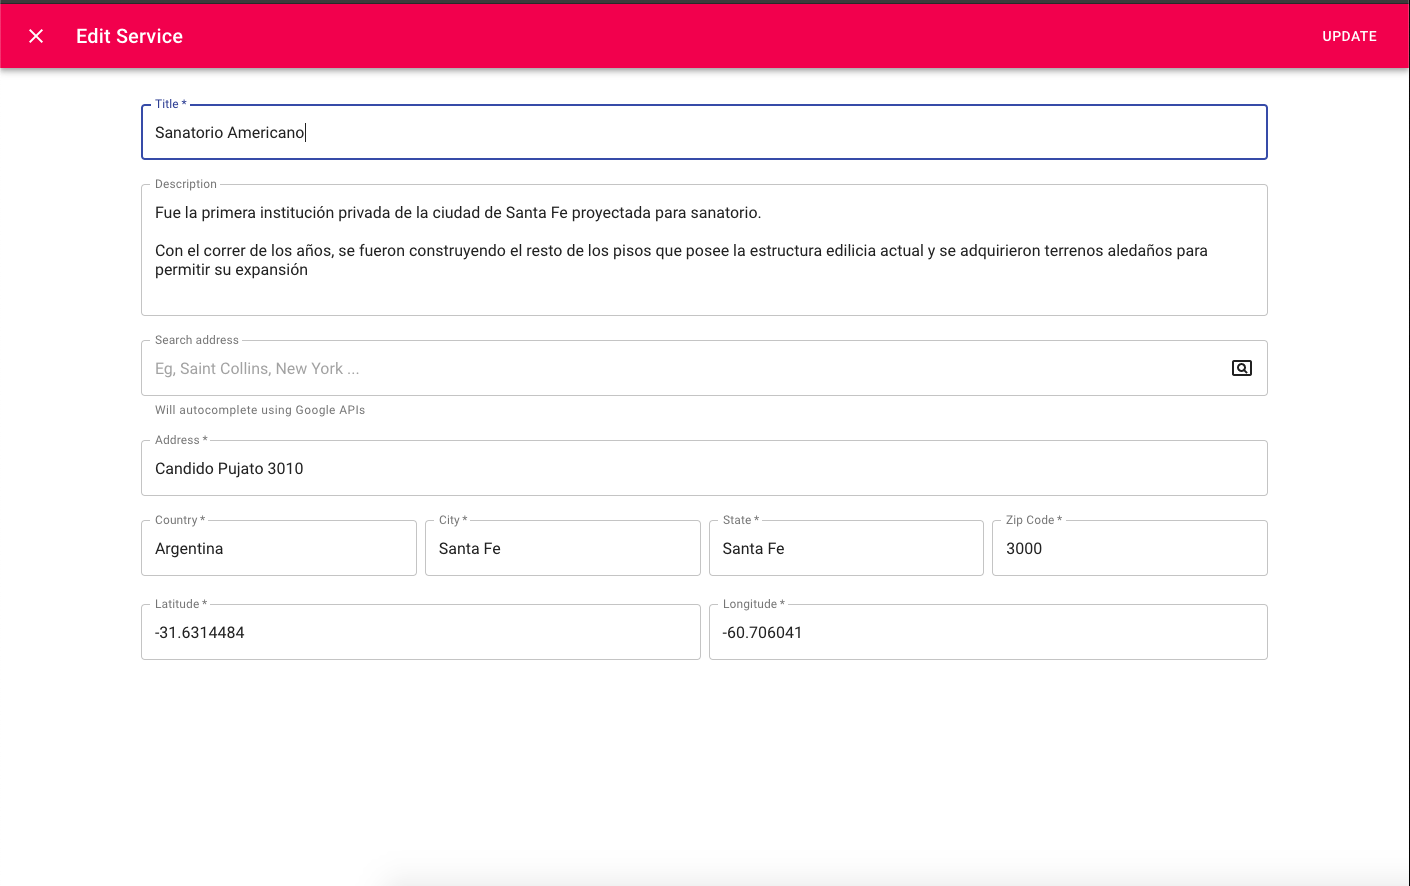 Edit Service
UPDATE
Title *
Sanatorio Americano
Description
Fue la primera institución privada de la ciudad de Santa Fe proyectada para sanatorio.
Con el correr de los años, se fueron construyendo el resto de los pisos que posee la estructura edilicia actual y se adquirieron terrenos aledaños para
permitir su expansión
Search address
Eg, Saint Collins, New York ...
Will autocomplete using Google APIs
Address *
Candido Pujato 3010
Country *
Argentina
City *
Santa Fe
State *
Santa Fe
Zip Code *
3000
Latitude *
-31.6314484
Longitude *
-60.706041